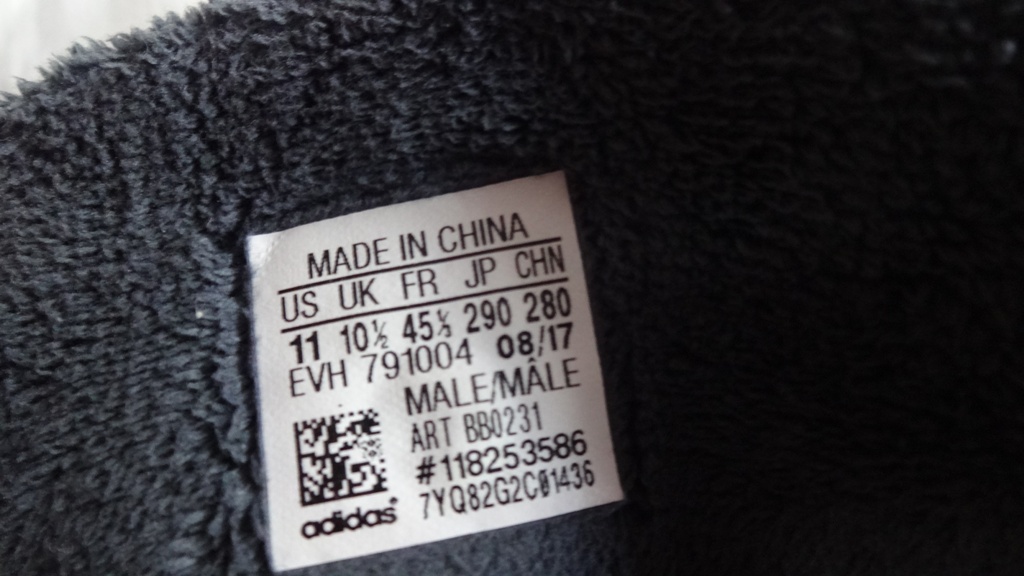 MADE IN CHINA
US UK FR JP CHN
11 10½ 45⅓ 290 280
EVH 791004 08/17
MALE/MÂLE
ART BB0231
#118253586
7YQ82G2C01436
adidas